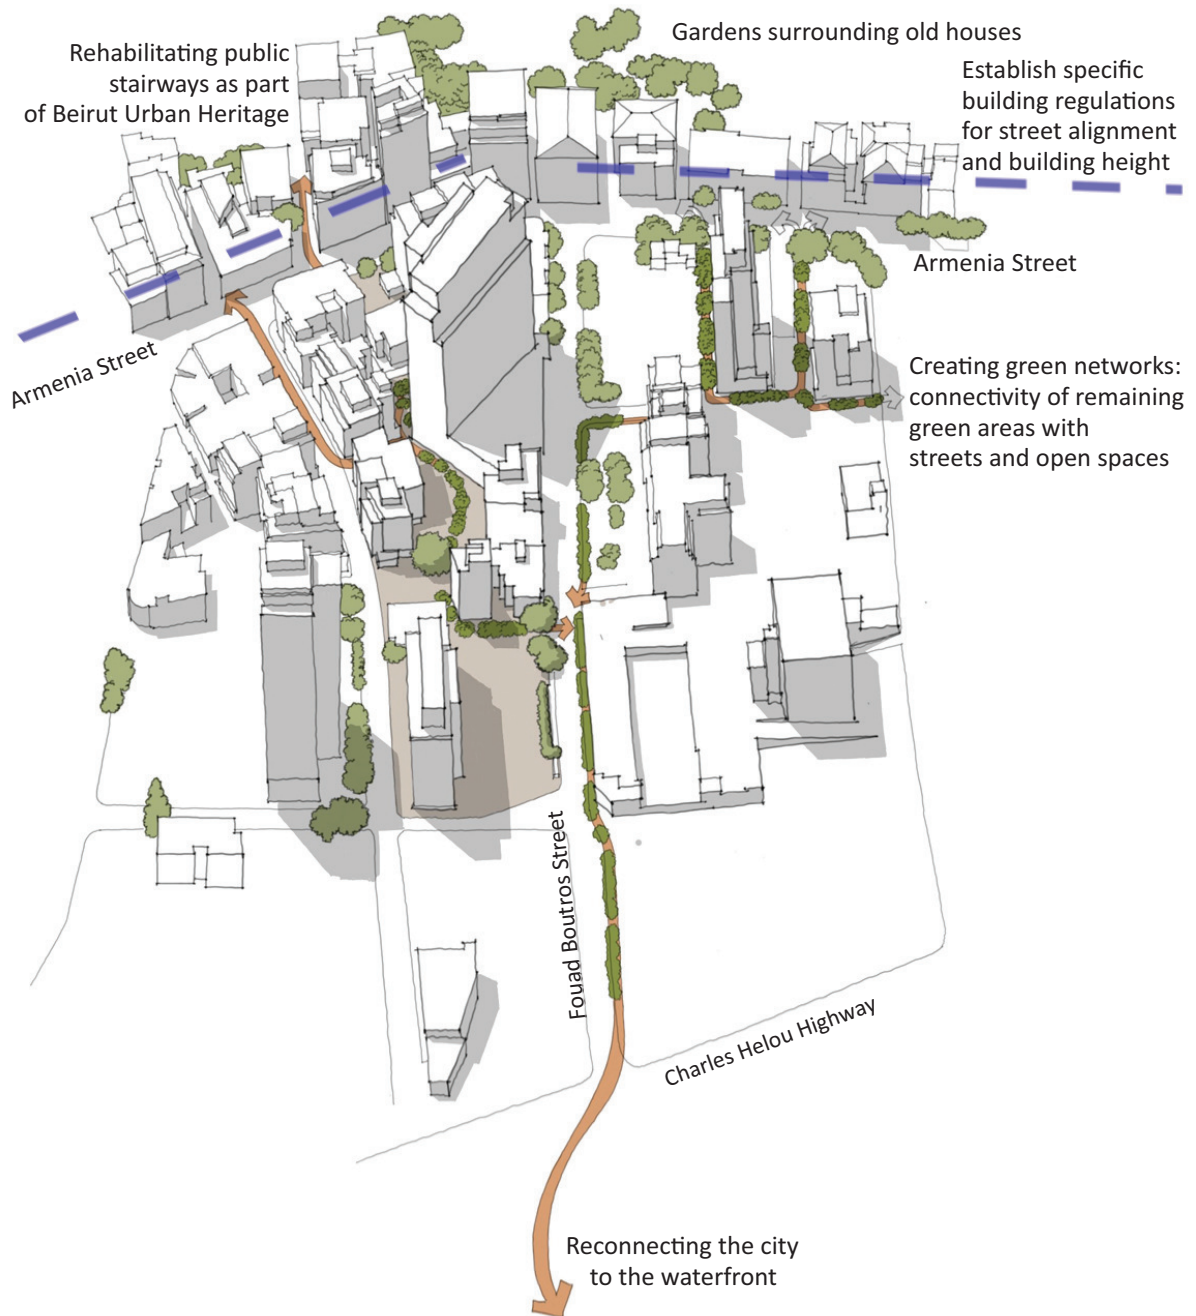 Rehabilitating public
stairways as part
of Beirut Urban Heritage
Gardens surrounding old houses
Establish specific
building regulations
for street alignment
and building height
Armenia Street
Armenia Street
Creating green networks:
connectivity of remaining
green areas with
streets and open spaces
Fouad Boutros Street
Charles Helou Highway
Reconnecting the city
to the waterfront